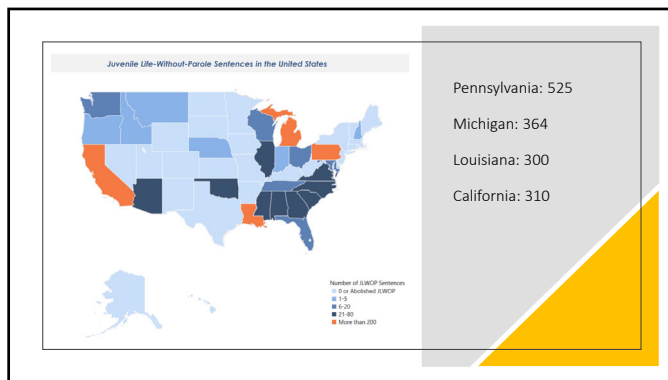 Juvenile Life-Without-Parole Sentences in the United States
Number of JLWOP Sentences
0 or Abolished JLWOP
1-5
6-20
21-80
More than 200
Pennsylvania: 525
Michigan: 364
Louisiana: 300
California: 310